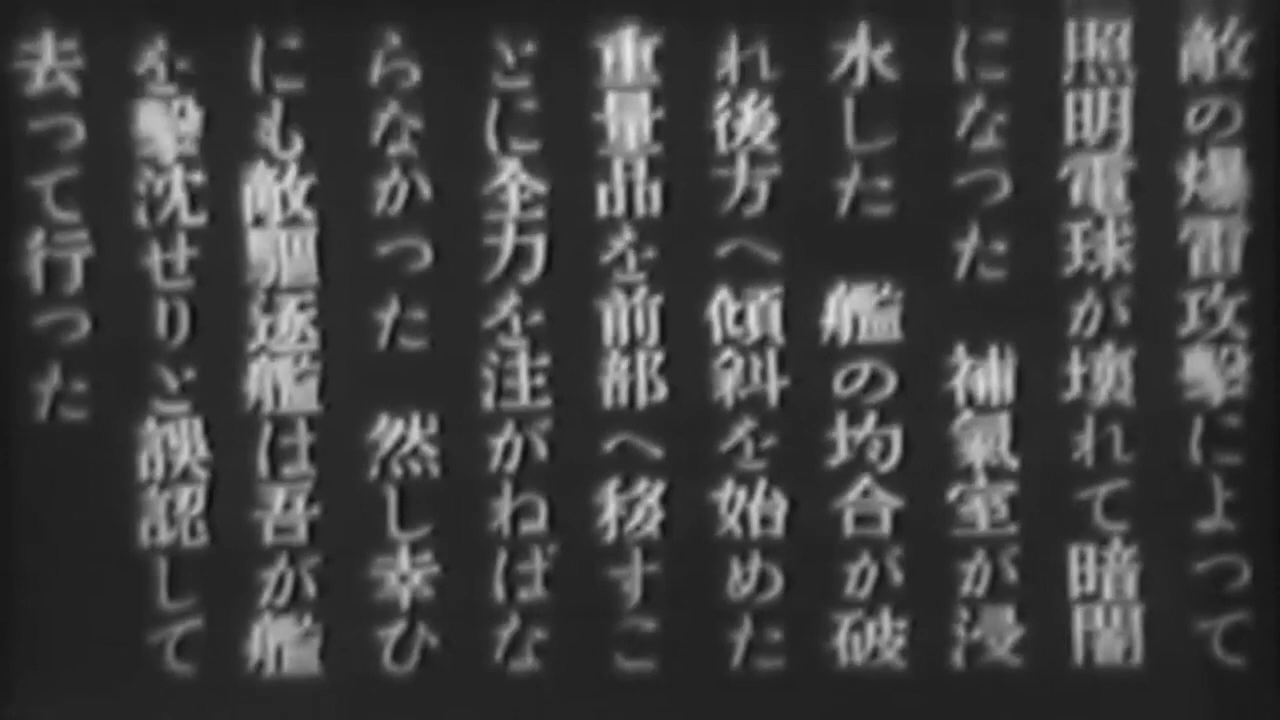 敵の爆雷攻撃によつて
照明電球が壊れて暗闇
になつた　補氣室が浸
水した　艦の均合が破
れ後方へ傾斜を始めた
重量品を前部へ移すこ
とに全力を注がねばな
らなかつた　然し幸ひ
にも敵驅逐艦は吾が艦
を撃沈せりと誤認して
去つて行つた